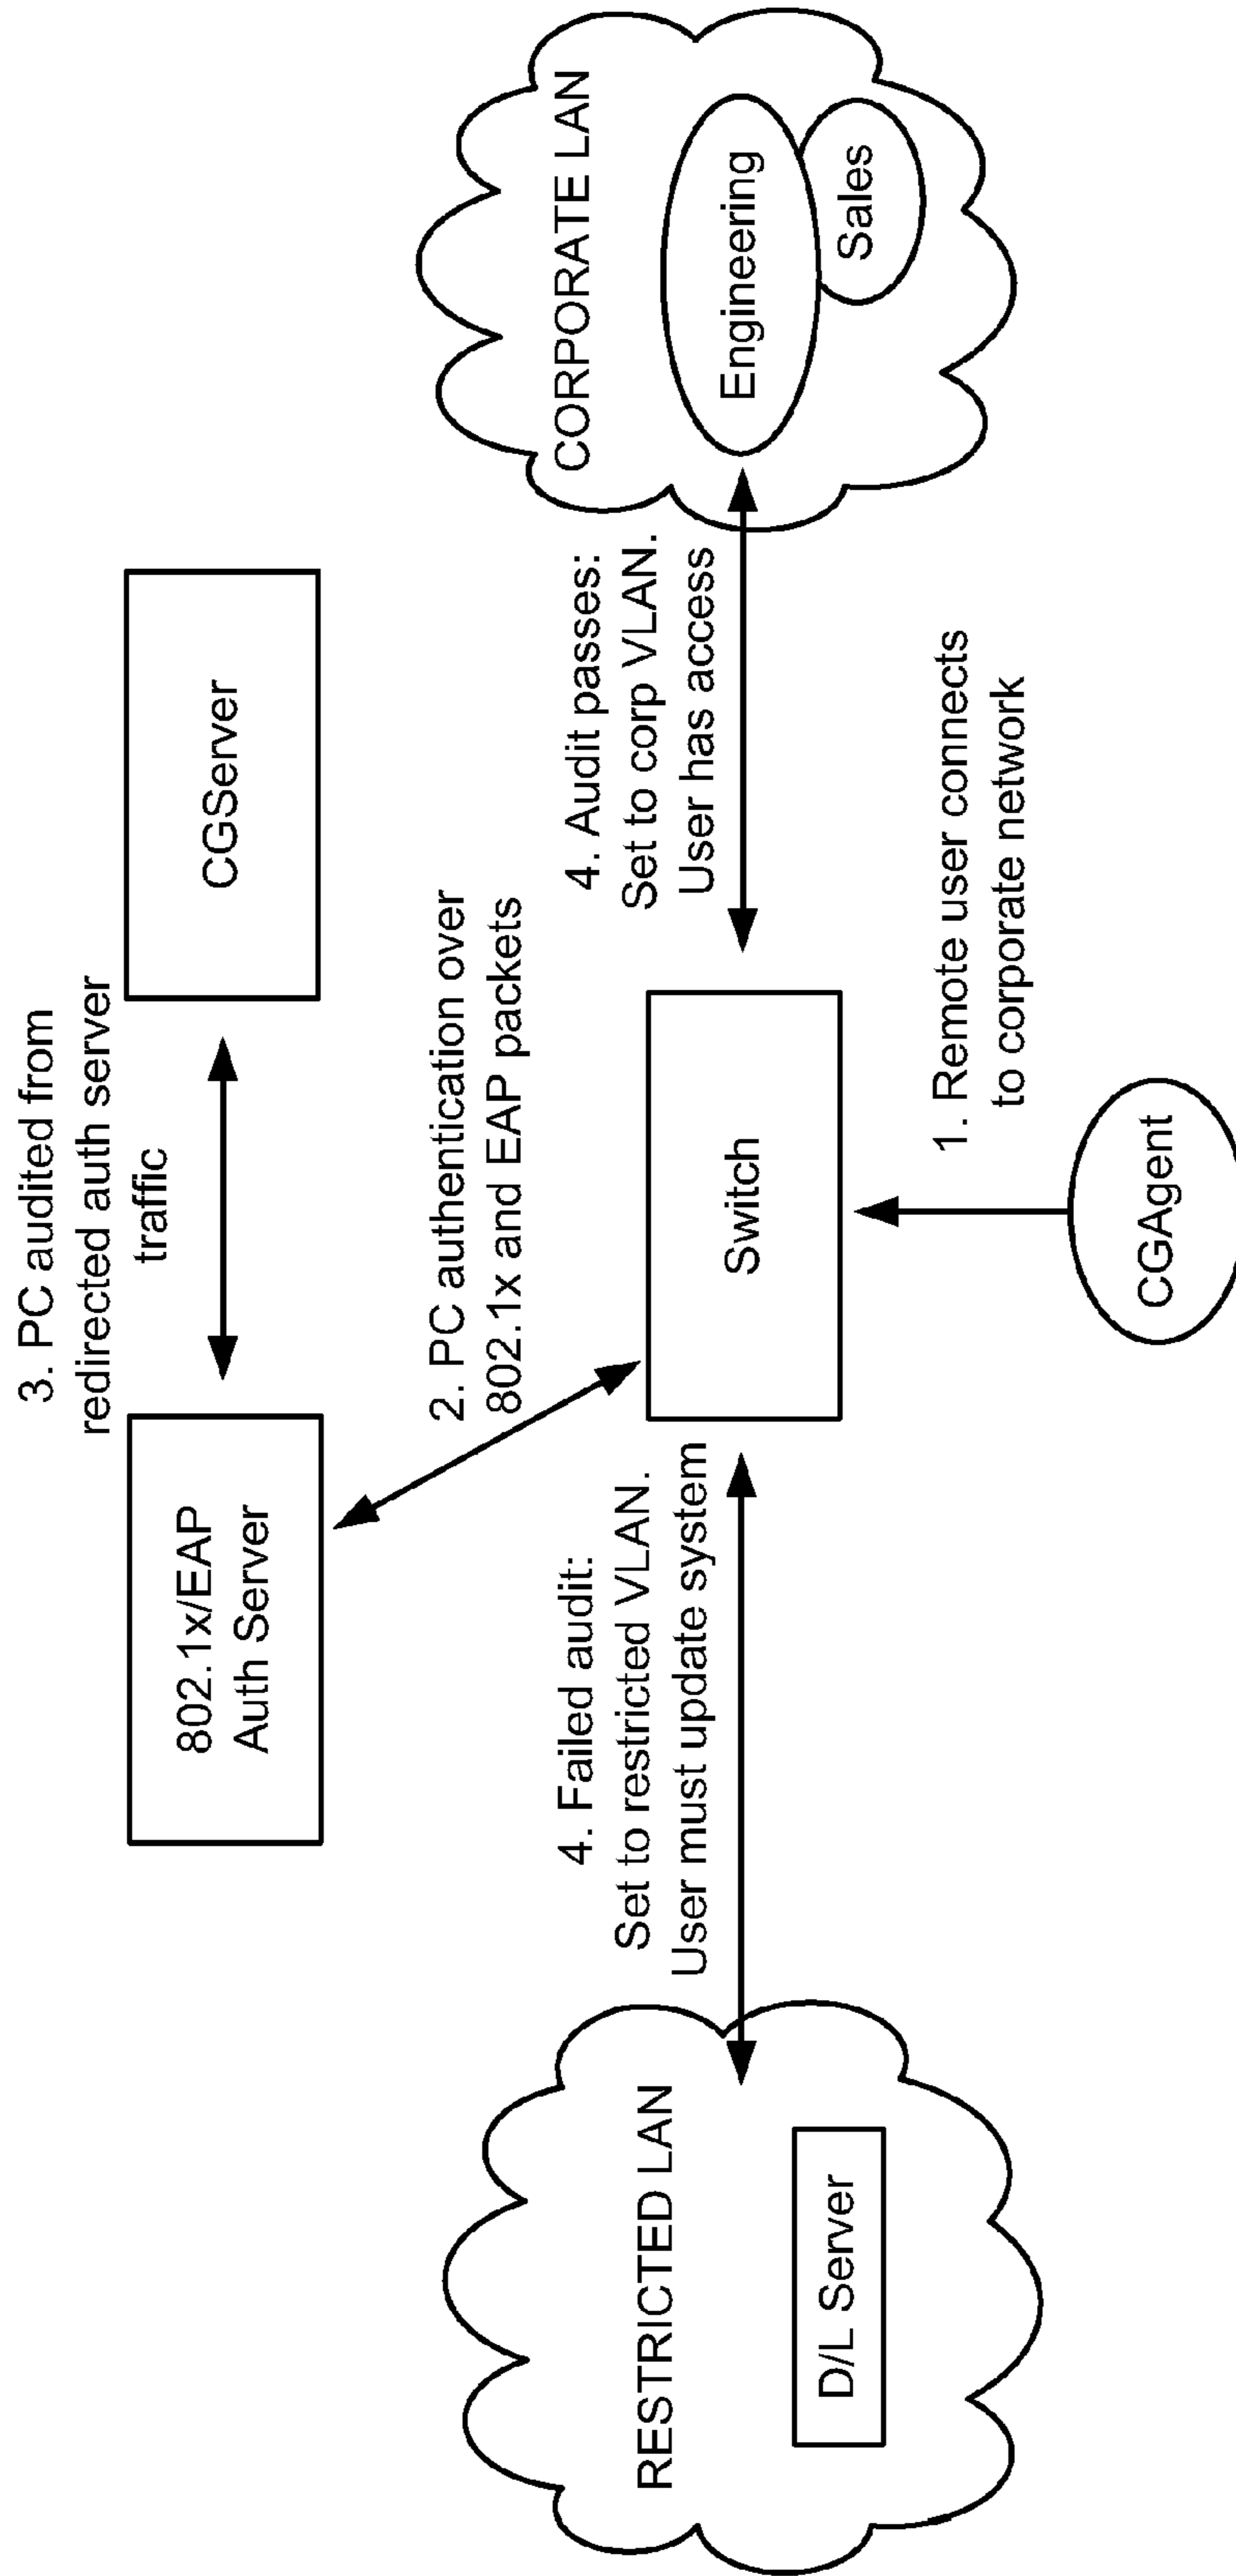 3. PC audited from
redirected auth server
traffic
802.1x/EAP
Auth Server
CGServer
2. PC authentication over
802.1x and EAP packets
4. Failed audit:
Set to restricted VLAN.
User must update system
4. Audit passes:
Set to corp VLAN.
User has access
RESTRICTED LAN
D/L Server
Switch
CORPORATE LAN
Engineering
Sales
1. Remote user connects
to corporate network
CGAgent